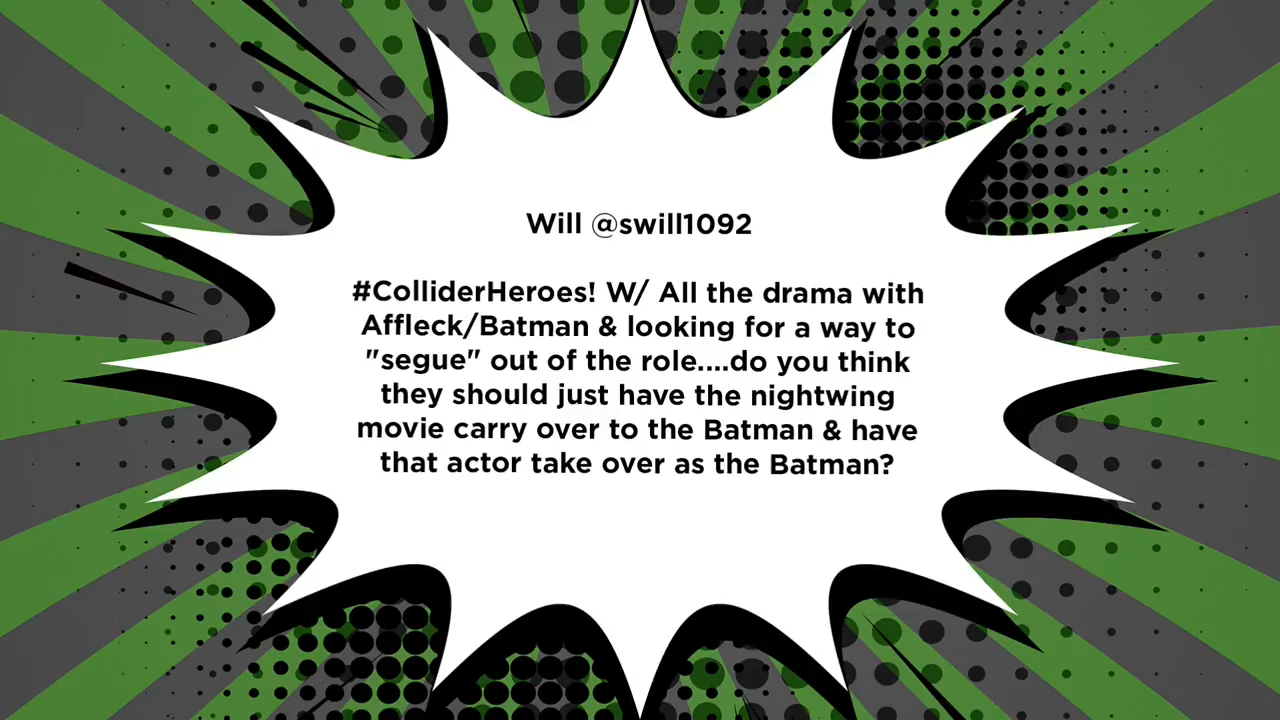 Will @swill1092
#ColliderHeroes! W/ All the drama with
Affleck/Batman & looking for a way to
"segue" out of the role....do you think
they should just have the nightwing
movie carry over to the Batman & have
that actor take over as the Batman?